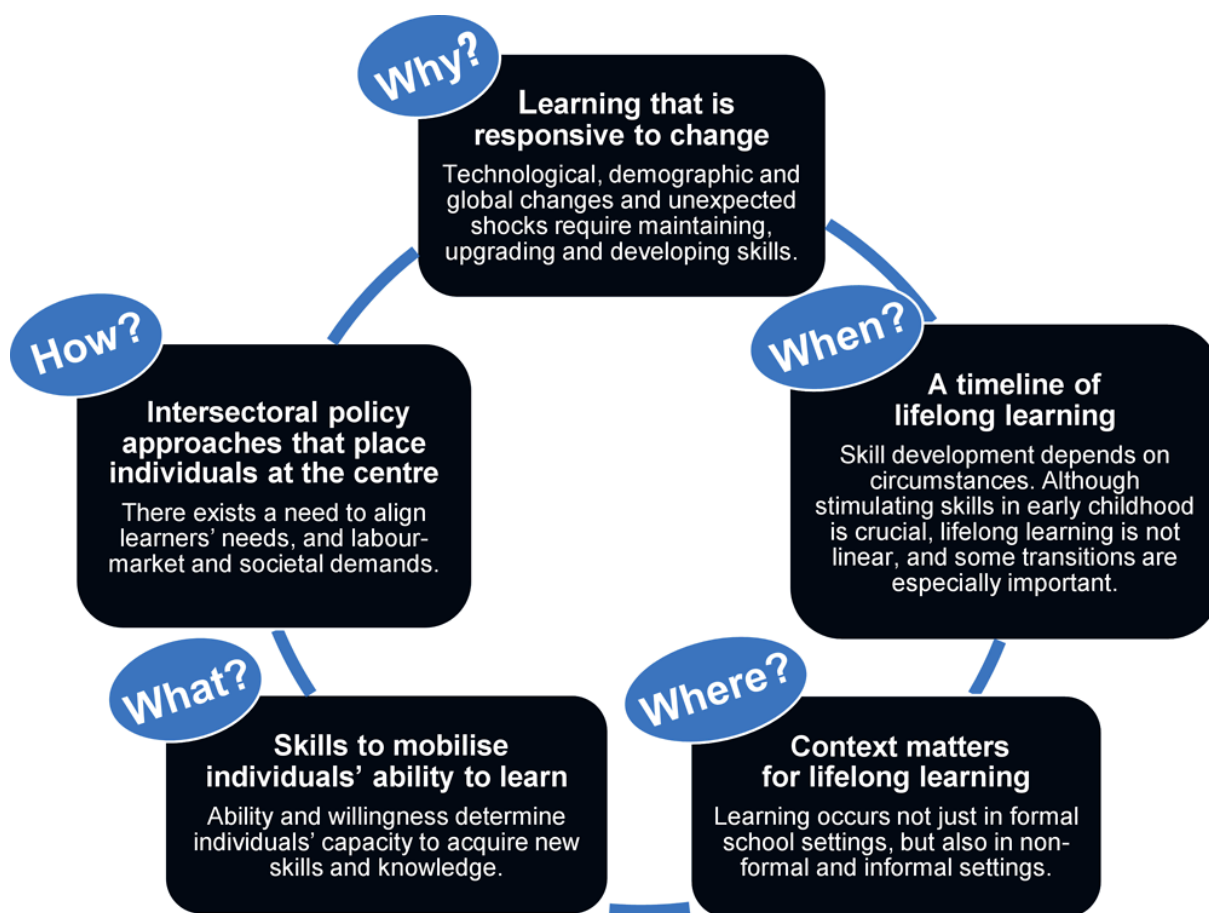 Why?
Learning that is
responsive to change
Technological, demographic and
global changes and unexpected
shocks require maintaining,
upgrading and developing skills.
When?
A timeline of
lifelong learning
Skill development depends on
circumstances. Although
stimulating skills in early childhood
is crucial, lifelong learning is not
linear, and some transitions are
especially important.
Where?
Context matters
for lifelong learning
Learning occurs not just in formal
school settings, but also in non-
formal and informal settings.
What?
Skills to mobilise
individuals’ ability to learn
Ability and willingness determine
individuals’ capacity to acquire new
skills and knowledge.
How?
Intersectoral policy
approaches that place
individuals at the centre
There exists a need to align
learners’ needs, and labour-
market and societal demands.